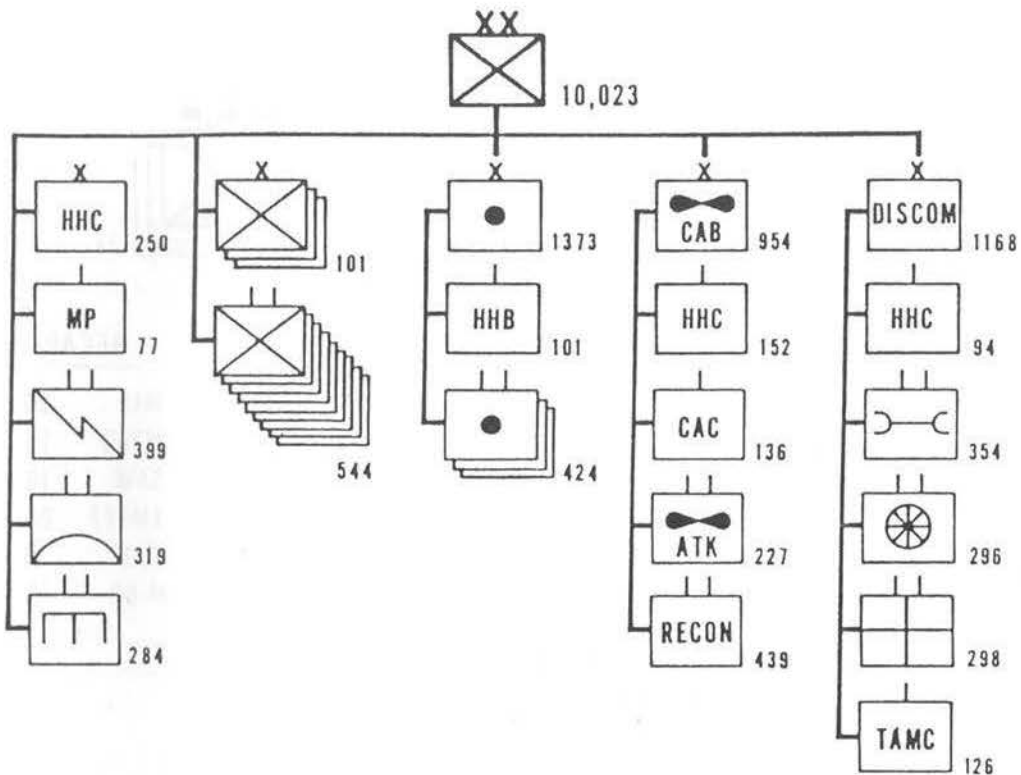 XX
10,023
X
HHC
250
MP
77
399
319
284
X
101
544
X
1373
HHB
101
424
X
CAB
954
HHC
152
CAC
136
ATK
227
RECON
439
X
DISCOM
1168
HHC
94
354
296
298
TAMC
126